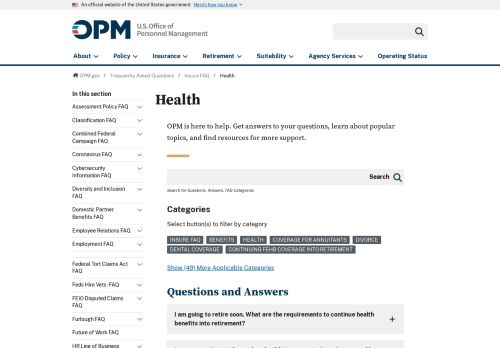 An official website of the United States government Here's how you know
OPM U.S. Office of
Personnel Management
About Policy Insurance Retirement Suitability Agency Services Operating Status
OPM.gov / Frequently Asked Questions / Insure FAQ / Health
In this section
Assessment Policy FAQ
Classification FAQ
Combined Federal
Campaign FAQ
Coronavirus FAQ
Cybersecurity
Information FAQ
Diversity and Inclusion
FAQ
Domestic Partner
Benefits FAQ
Employee Relations FAQ
Employment FAQ
Federal Tort Claims Act
FAQ
Feds Hire Vets - FAQ
FEIO Disputed Claims
FAQ
Furlough FAQ
Future of Work FAQ
HR Line of Business
Health
OPM is here to help. Get answers to your questions, learn about popular
topics, and find resources for more support.
Search
Search for Questions, Answers, FAQ Categories
Categories
Select button(s) to filter by category
INSURE FAQ BENEFITS HEALTH COVERAGE FOR ANNUITANTS DIVORCE
DENTAL COVERAGE CONTINUING FEHB COVERAGE INTO RETIREMENT
Show (49) More Applicable Categories
Questions and Answers
I am going to retire soon. What are the requirements to continue health
benefits into retirement?